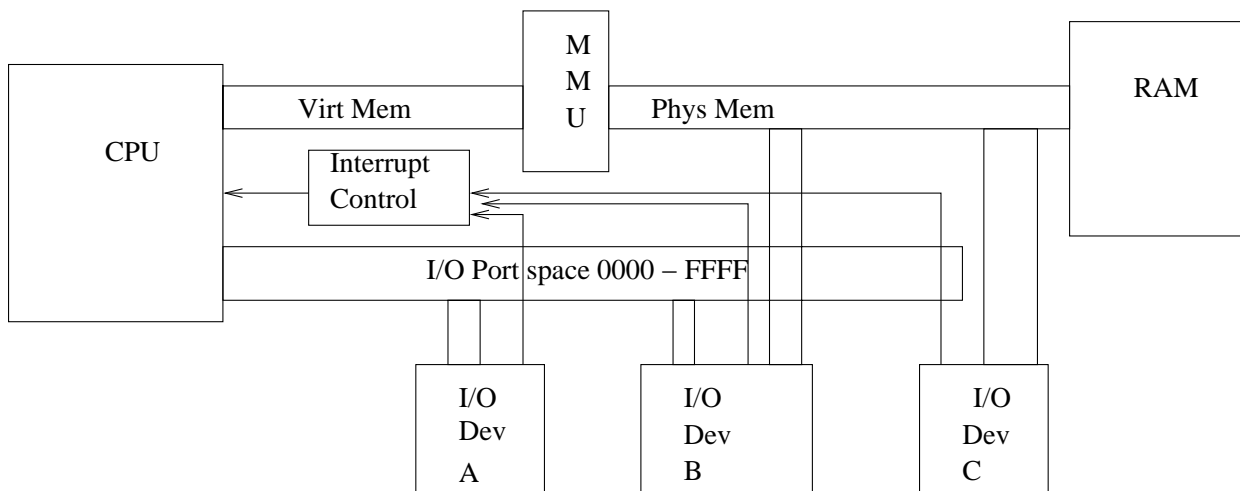 M
M
U
RAM
Virt Mem
Phys Mem
CPU
Interrupt
Control
I/O Port space 0000 – FFFF
I/O
Dev
A
I/O
Dev
B
I/O
Dev
C